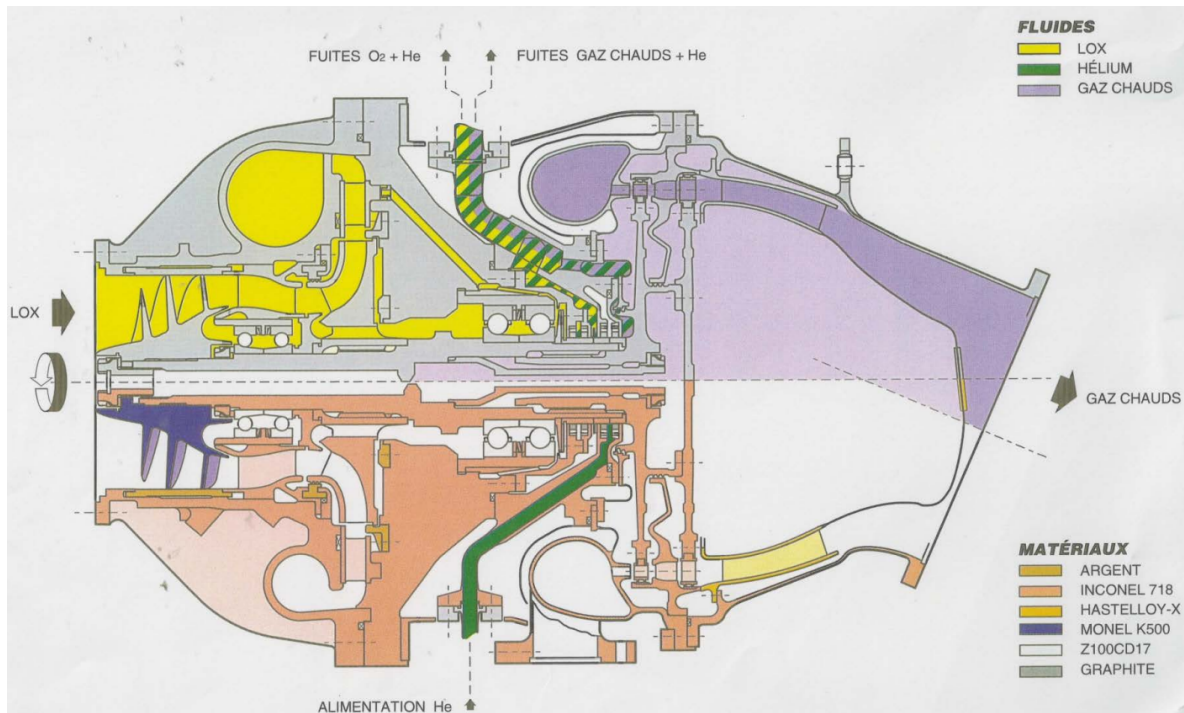 FUITES O2 + He
FUITES GAZ CHAUDS + He
FLUIDES
LOX
HÉLIUM
GAZ CHAUDS
LOX
GAZ CHAUDS
MATÉRIAUX
ARGENT
INCONEL 718
HASTELLOY-X
MONEL K500
Z100CD17
GRAPHITE
ALIMENTATION He